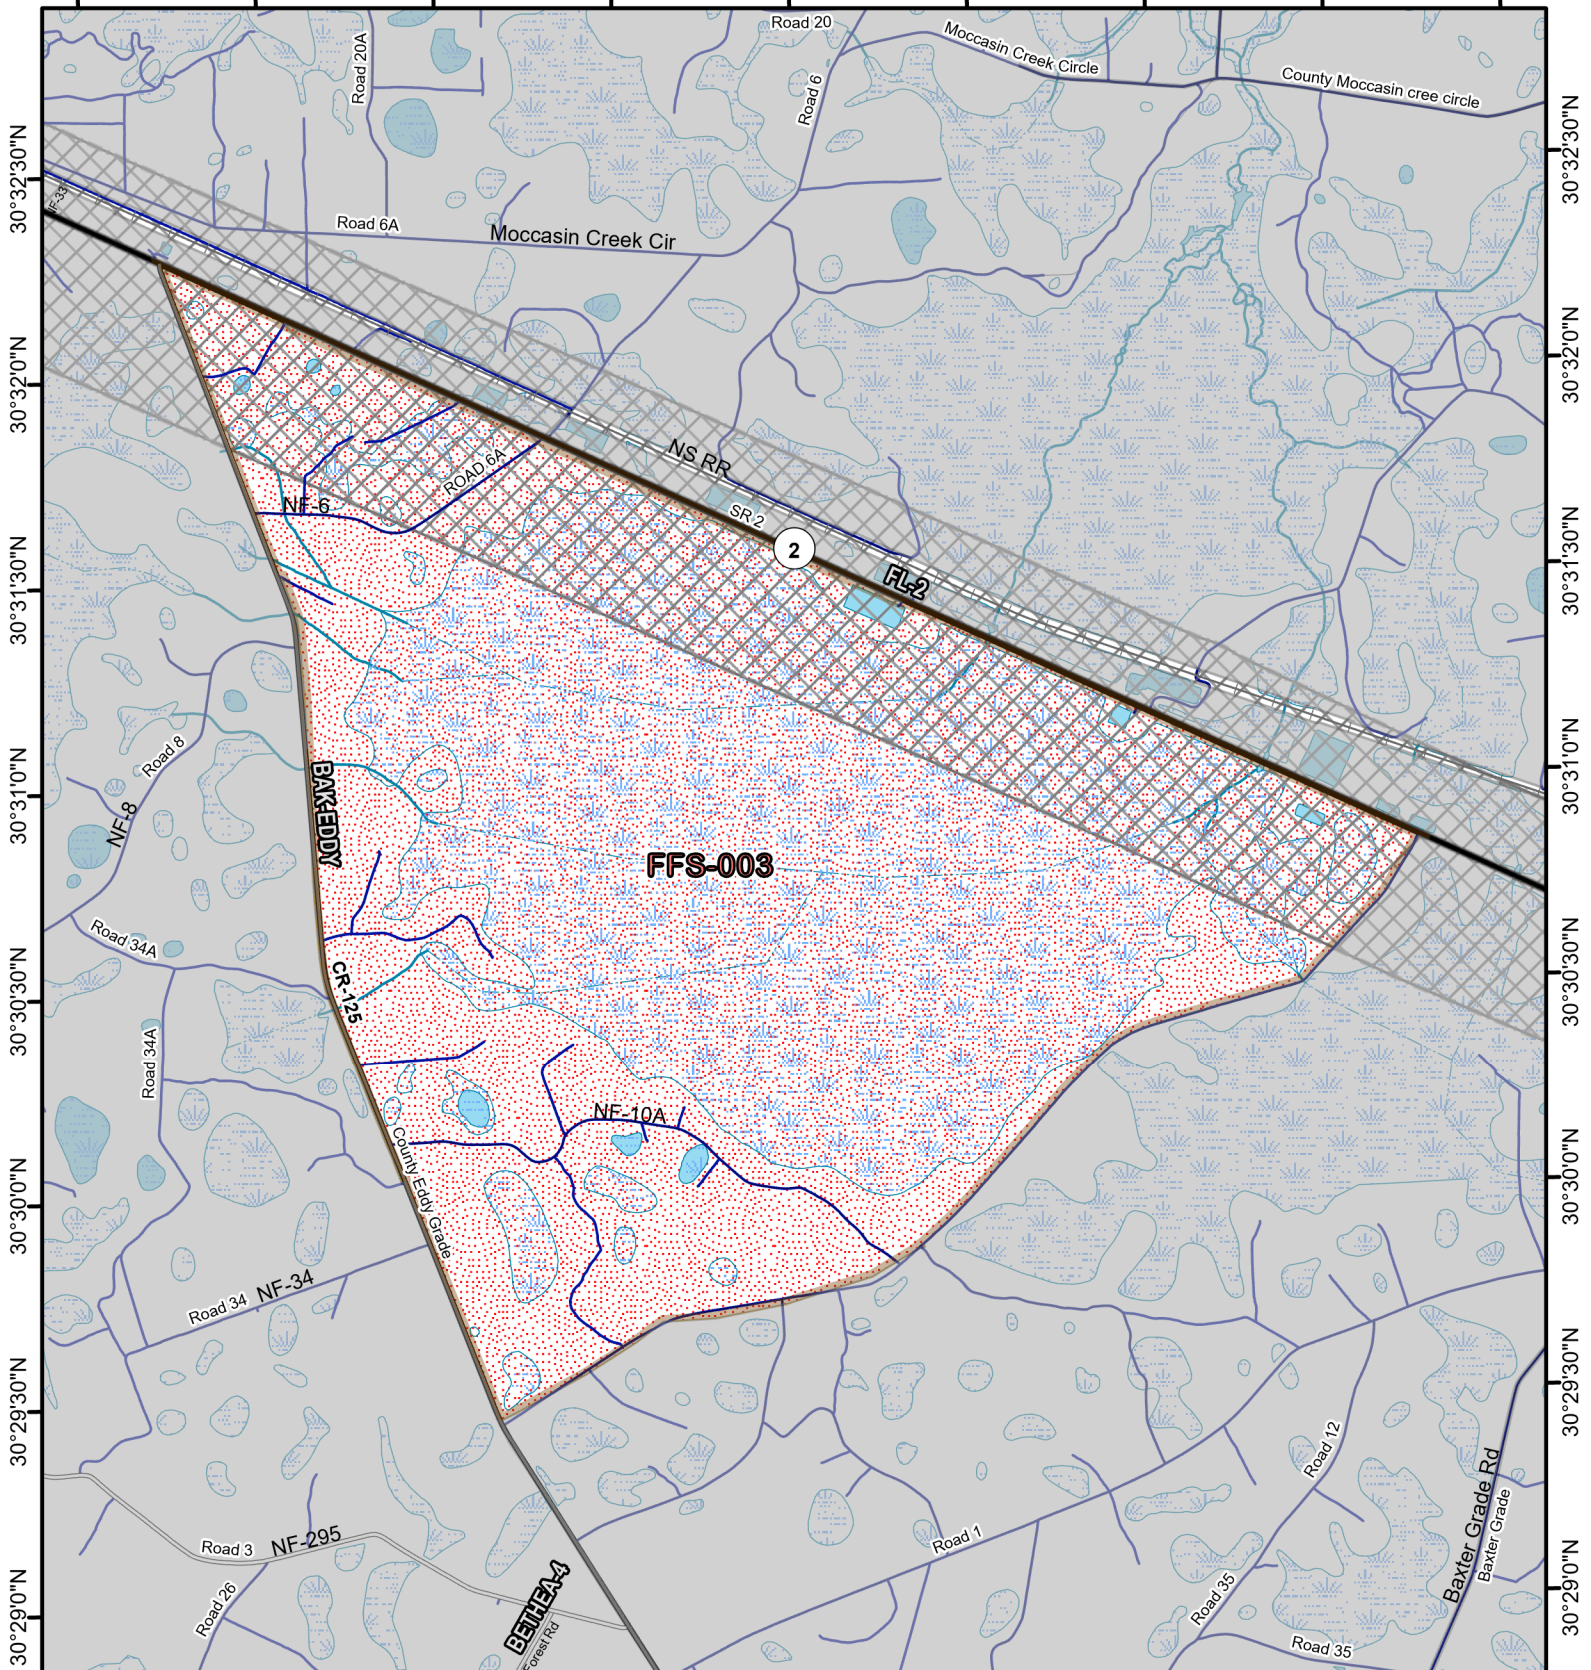 Road 20
Moccasin Creek Circle
County Moccasin cree circle
Road 20A
Road 6
30°32'30"N
30°32'30"N
NF-33
Road 6A
Moccasin Creek Cir
30°32'0"N
30°32'0"N
NS RR
ROAD 6A
NF-6
SR 2
2
FL-2
30°31'30"N
30°31'30"N
Road 8
NF-8
BAK-EDDY
30°31'0"N
30°31'0"N
FFS-003
Road 34A
CR-125
30°30'30"N
30°30'30"N
Road 34A
NF-10A
County Eddy Grade
30°30'0"N
30°30'0"N
Road 34
NF-34
30°29'30"N
30°29'30"N
Road 12
Baxter Grade Rd
Baxter Grade
Road 3
NF-295
Road 1
Road 26
BETHEA-4
Forest Rd
Road 35
Road 35
30°29'0"N
30°29'0"N